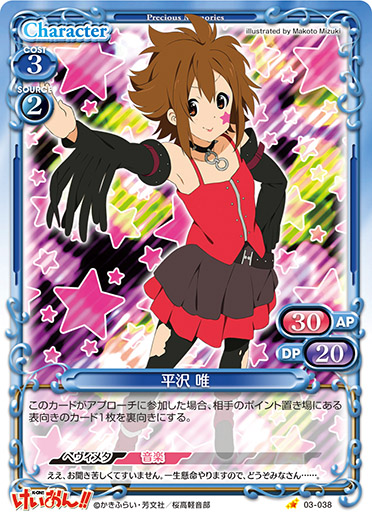 Precious Memories
Character
illustrated by Makoto Mizuki
COST
3
SOURCE
2
30 AP
DP 20
平沢 唯
このカードがアプローチに参加した場合、相手のポイント置き場にある
表向きのカード1枚を裏向きにする。
ヘヴィメタ 音楽
ええ、お聞き苦しくてすいません。一生懸命やりますので、どうぞみなさん……。
けいおん!!
©かきふらい・芳文社／桜高軽音部
03-038